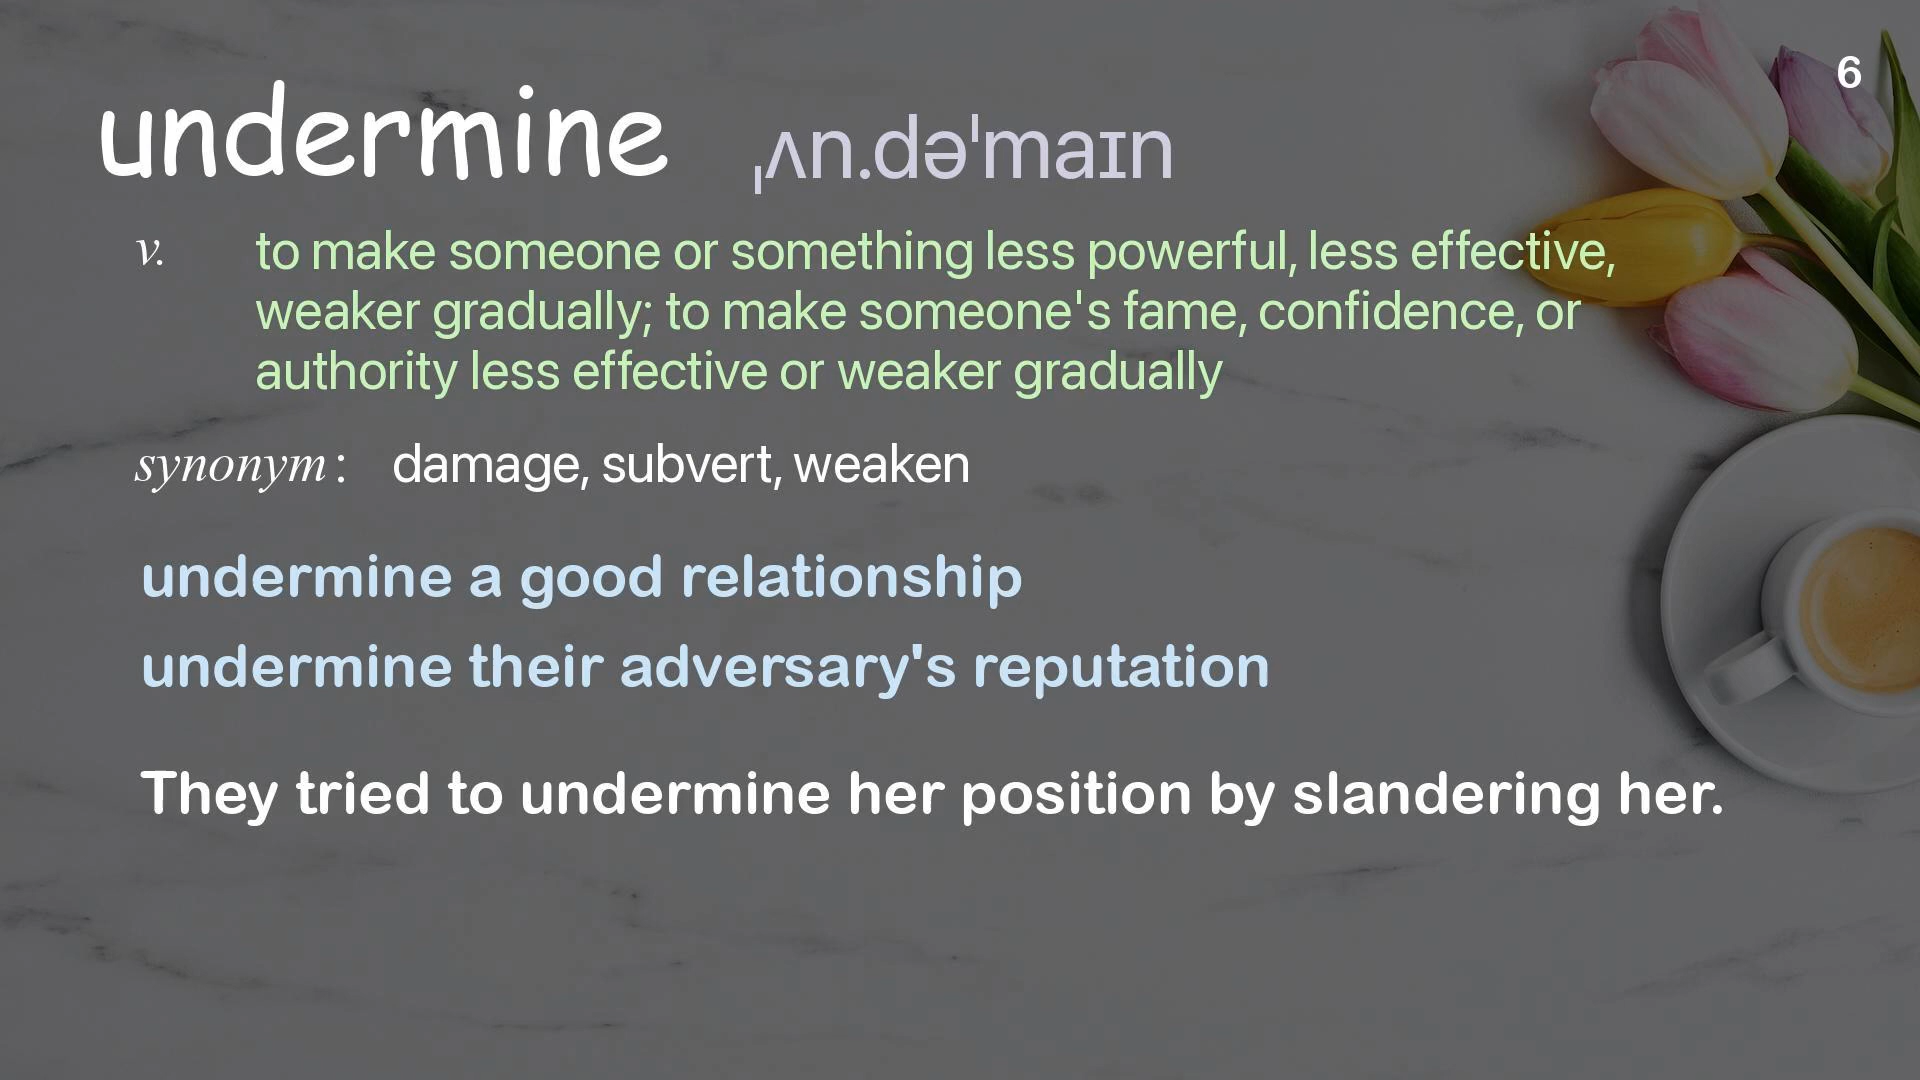 6
undermine ˌʌn.dəˈmaɪn
v. to make someone or something less powerful, less effective,
weaker gradually; to make someone's fame, confidence, or
authority less effective or weaker gradually
synonym: damage, subvert, weaken
undermine a good relationship
undermine their adversary's reputation
They tried to undermine her position by slandering her.